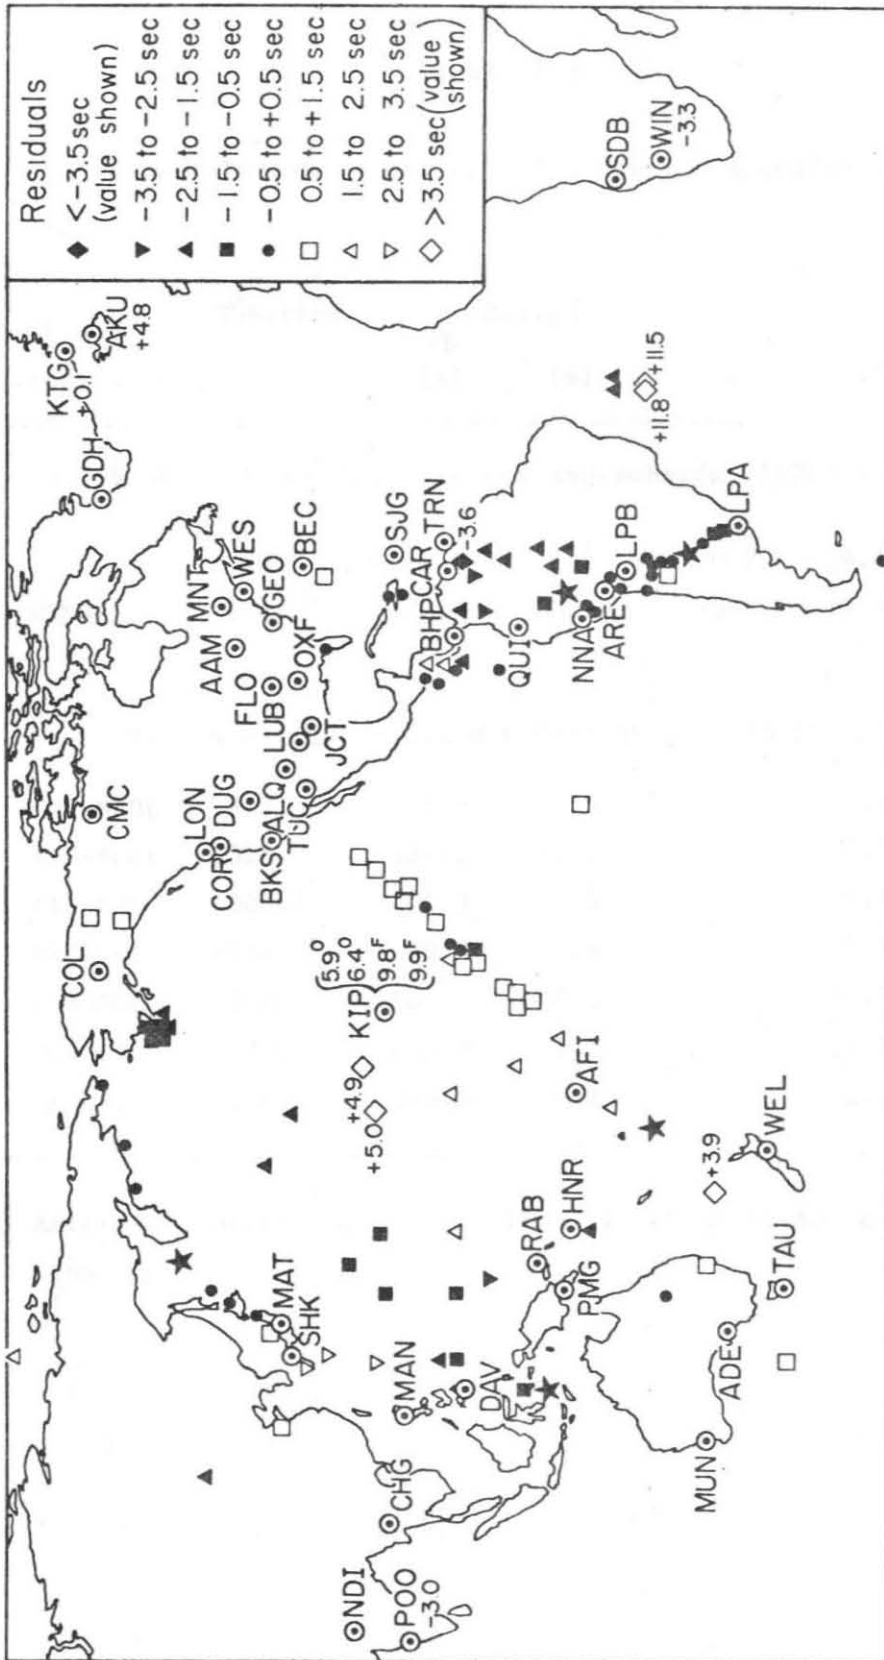 Residuals
<-3.5 sec
(value shown)
-3.5 to -2.5 sec
-2.5 to -1.5 sec
-1.5 to -0.5 sec
-0.5 to +0.5 sec
0.5 to +1.5 sec
1.5 to 2.5 sec
2.5 to 3.5 sec
>3.5 sec (value
shown)
SDB
WIN
-3.3
KTG
+0.1
AKU
+4.8
GDH
+11.8
+11.5
MNT
WES
AAM
GEO
BEC
FLO
OXF
LUB
JCT
SJG
CAR
TRN
-3.6
BHP
QUI
NNA
ARE
LPB
LPA
CMC
LON
COR
DUG
BKS
ALQ
TUC
COL
KIP
5.9O
6.4O
9.8F
9.9F
+4.9
+5.0
AFI
WEL
+3.9
HNR
RAB
PMG
TAU
ADE
MUN
MAT
SHK
MAN
DAV
CHG
NDI
POO
-3.0